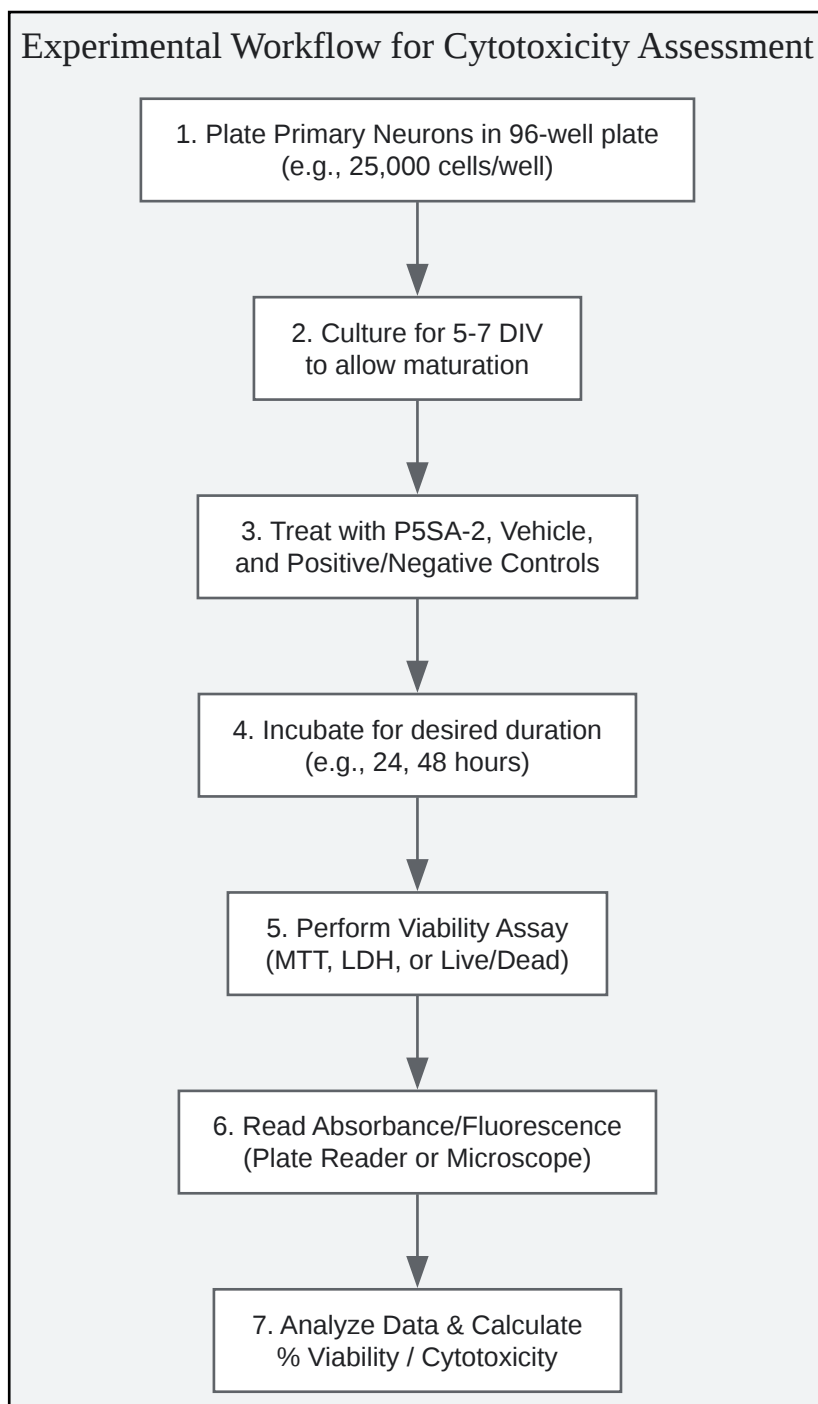 Experimental Workflow for Cytotoxicity Assessment
1. Plate Primary Neurons in 96-well plate
(e.g., 25,000 cells/well)
2. Culture for 5-7 DIV
to allow maturation
3. Treat with P5SA-2, Vehicle,
and Positive/Negative Controls
4. Incubate for desired duration
(e.g., 24, 48 hours)
5. Perform Viability Assay
(MTT, LDH, or Live/Dead)
6. Read Absorbance/Fluorescence
(Plate Reader or Microscope)
7. Analyze Data & Calculate
% Viability / Cytotoxicity